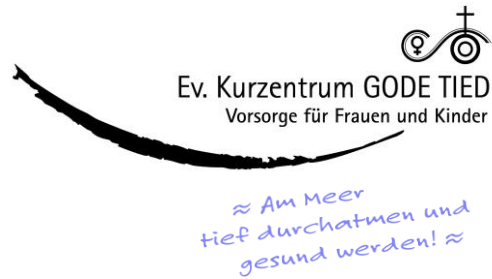 Ev. Kurzentrum GODE TIED
Vorsorge für Frauen und Kinder
≈ Am Meer
tief durchatmen und
gesund werden! ≈